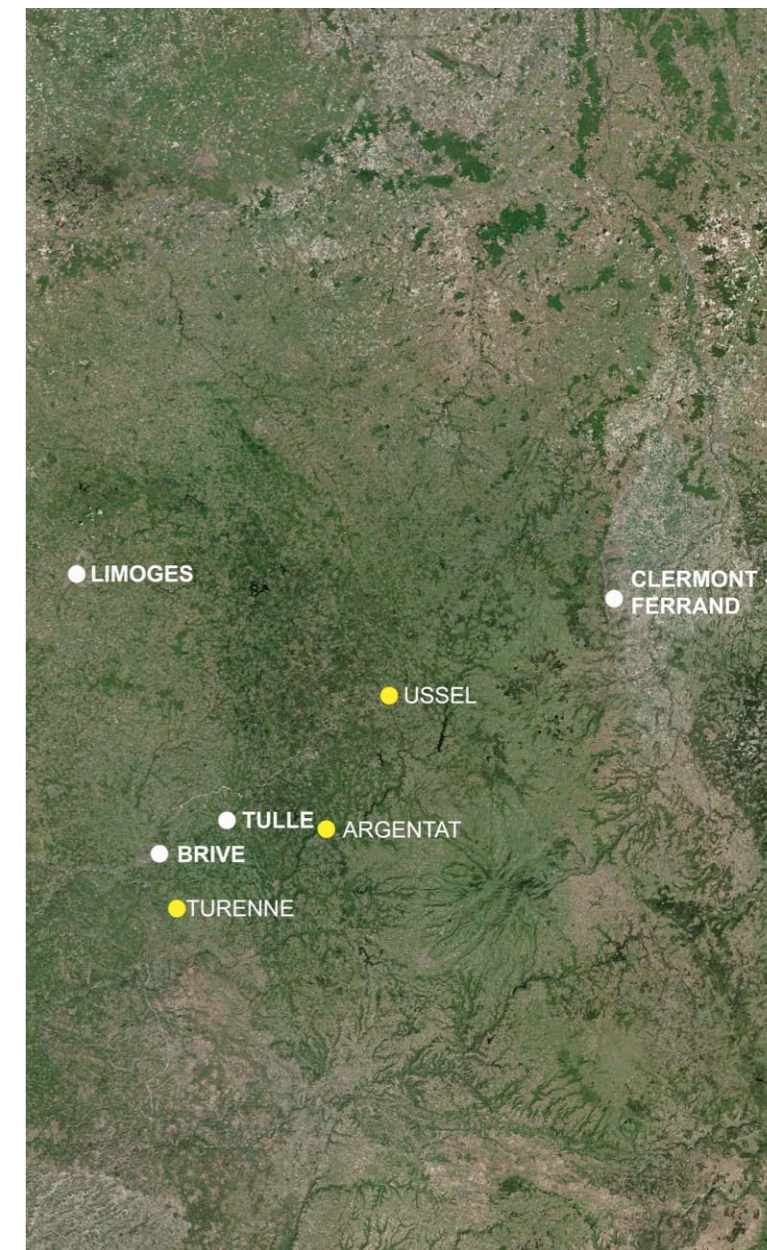 LIMOGES
CLERMONT -
FERRAND
USSEL
TULLE
ARGENTAT
BRIVE
TURENNE